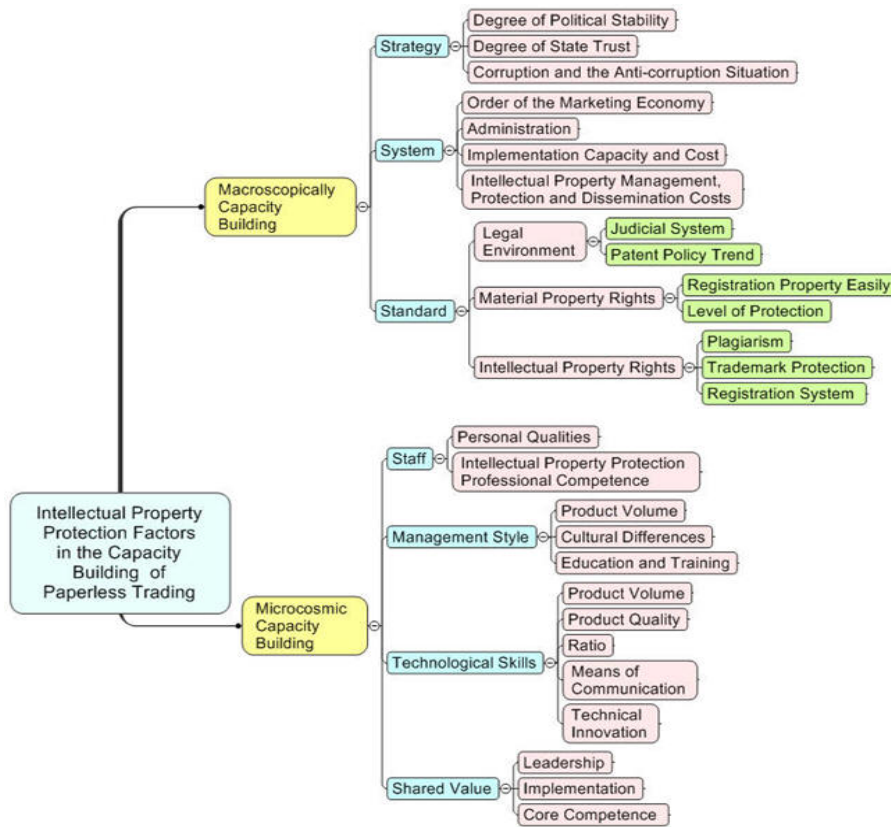 Intellectual Property
Protection Factors
in the Capacity
Building of
Paperless Trading
Macroscopically
Capacity
Building
Strategy
Degree of Political Stability
Degree of State Trust
Corruption and the Anti-corruption Situation
System
Order of the Marketing Economy
Administration
Implementation Capacity and Cost
Intellectual Property Management,
Protection and Dissemination Costs
Standard
Legal
Environment
Judicial System
Patent Policy Trend
Material Property Rights
Registration Property Easily
Level of Protection
Intellectual Property Rights
Plagiarism
Trademark Protection
Registration System
Microcosmic
Capacity
Building
Staff
Personal Qualities
Intellectual Property Protection
Professional Competence
Management Style
Product Volume
Cultural Differences
Education and Training
Technological Skills
Product Volume
Product Quality
Ratio
Means of
Communication
Technical
Innovation
Shared Value
Leadership
Implementation
Core Competence